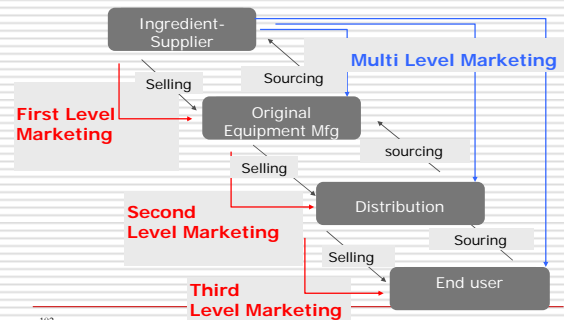 Ingredient-
Supplier
Multi Level Marketing
Selling
Sourcing
First Level
Marketing
Original
Equipment Mfg
sourcing
Selling
Second
Level Marketing
Distribution
Souring
Selling
End user
Third
Level Marketing